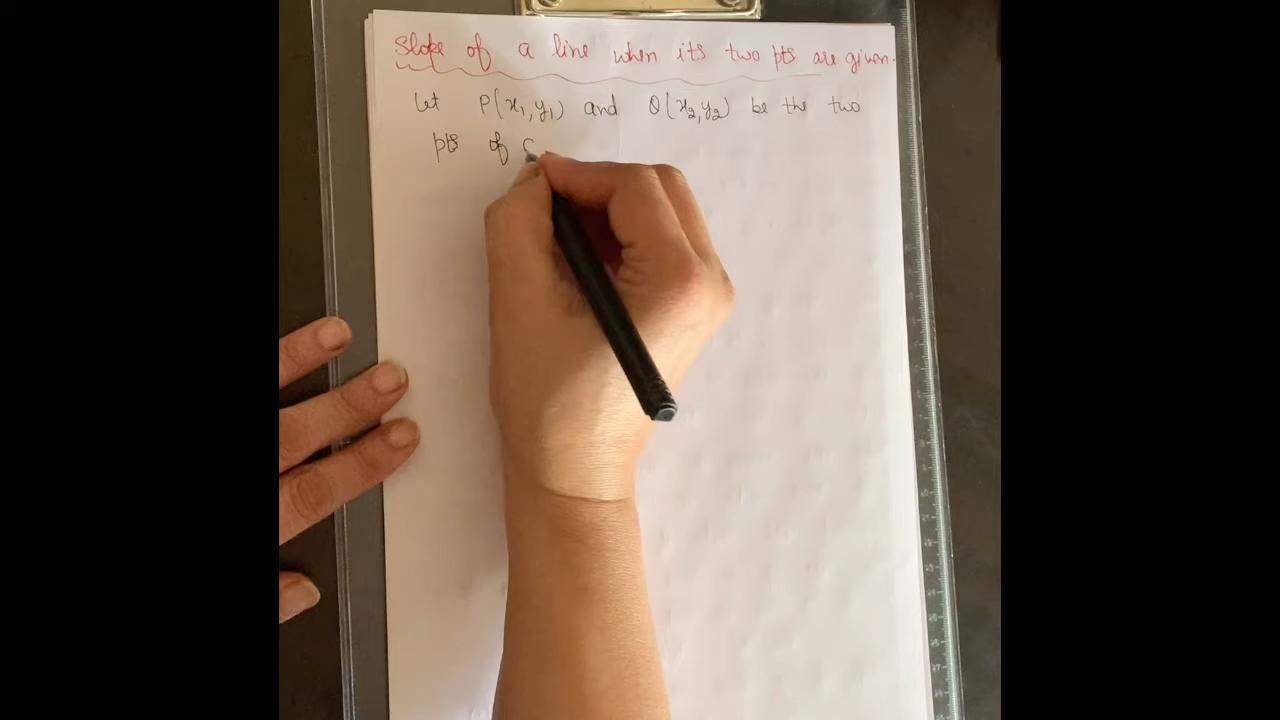 Slope of a line when its two pts are given.
Let P(x1, y1) and Q(x2, y2) be the two
pts of